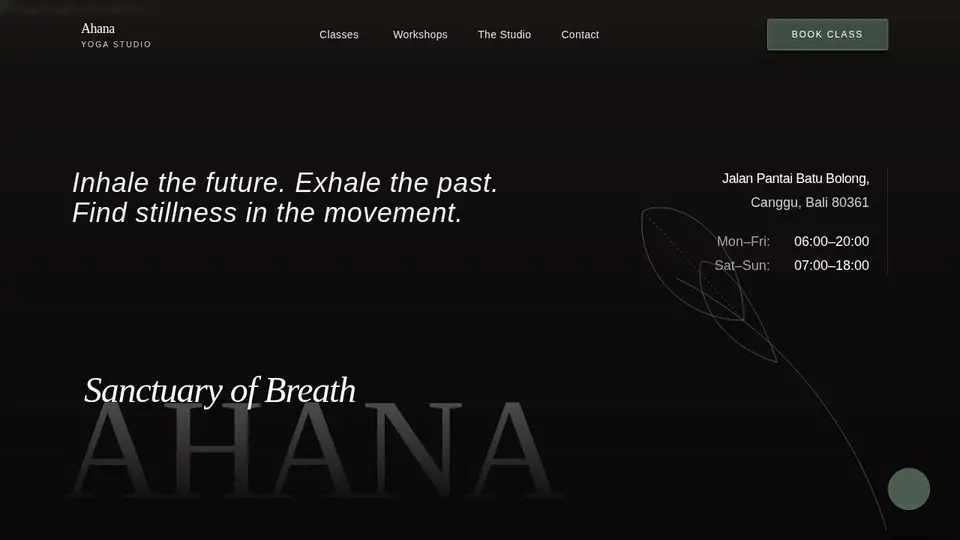 Ahana
YOGA STUDIO
Classes
Workshops
The Studio
Contact
BOOK CLASS
Inhale the future. Exhale the past.
Find stillness in the movement.
Jalan Pantai Batu Bolong,
Canggu, Bali 80361
Mon–Fri: 06:00–20:00
Sat–Sun: 07:00–18:00
Sanctuary of Breath
AHANA